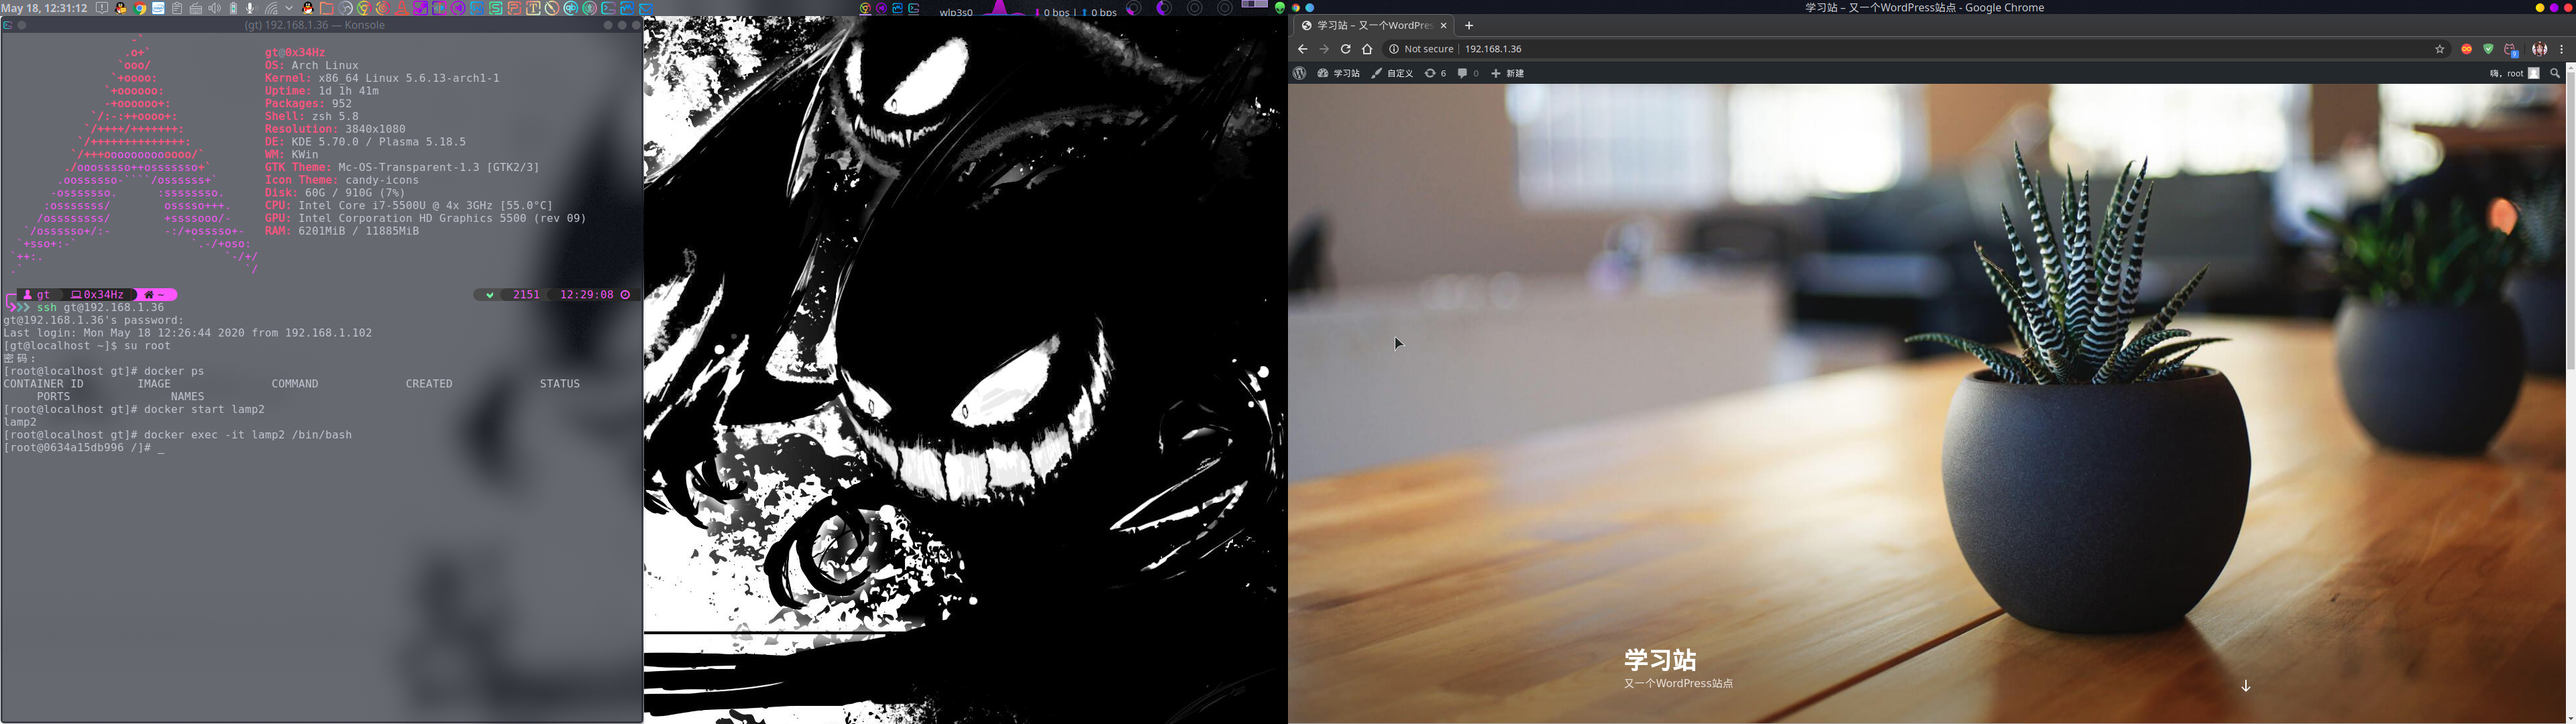 May 18, 12:31:12
(gt) 192.168.1.36 — Konsole
gt@0x34Hz
OS: Arch Linux
Kernel: x86_64 Linux 5.6.13-arch1-1
Uptime: 1d 1h 41m
Packages: 952
Shell: zsh 5.8
Resolution: 3840x1080
DE: KDE 5.70.0 / Plasma 5.18.5
WM: KWin
GTK Theme: Mc-OS-Transparent-1.3 [GTK2/3]
Icon Theme: candy-icons
Disk: 60G / 910G (7%)
CPU: Intel Core i7-5500U @ 4x 3GHz [55.0°C]
GPU: Intel Corporation HD Graphics 5500 (rev 09)
RAM: 6201MiB / 11885MiB
gt 0x34Hz ~ 2151 12:29:08
ssh gt@192.168.1.36
gt@192.168.1.36's password:
Last login: Mon May 18 12:26:44 2020 from 192.168.1.102
[gt@localhost ~]$ su root
密码：
[root@localhost gt]# docker ps
CONTAINER ID IMAGE COMMAND CREATED STATUS
PORTS NAMES
[root@localhost gt]# docker start lamp2
lamp2
[root@localhost gt]# docker exec -it lamp2 /bin/bash
[root@0634a15db996 /]# _
wlp3s0 0 bps | 0 bps
学习站 – 又一个WordPress站点 - Google Chrome
学习站 – 又一个WordPres
Not secure 192.168.1.36
学习站 自定义 6 0 新建 嗨，root
学习站
又一个WordPress站点